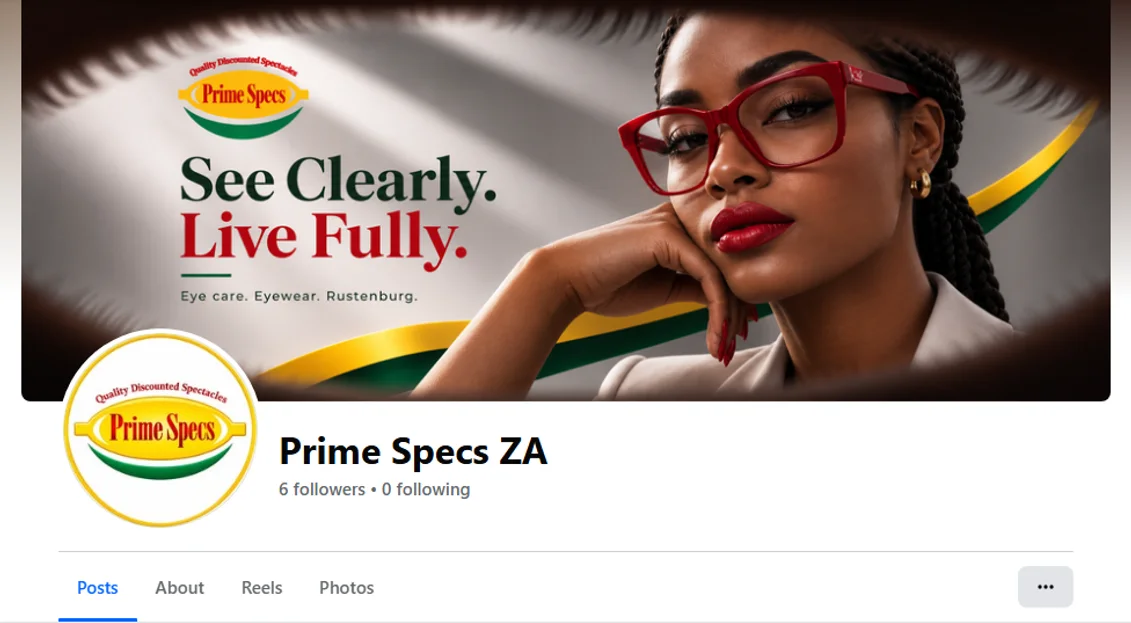 Quality Discounted Spectacles
Prime Specs
See Clearly.
Live Fully.
Eye care. Eyewear. Rustenburg.
Quality Discounted Spectacles
Prime Specs
Prime Specs ZA
6 followers • 0 following
Posts About Reels Photos